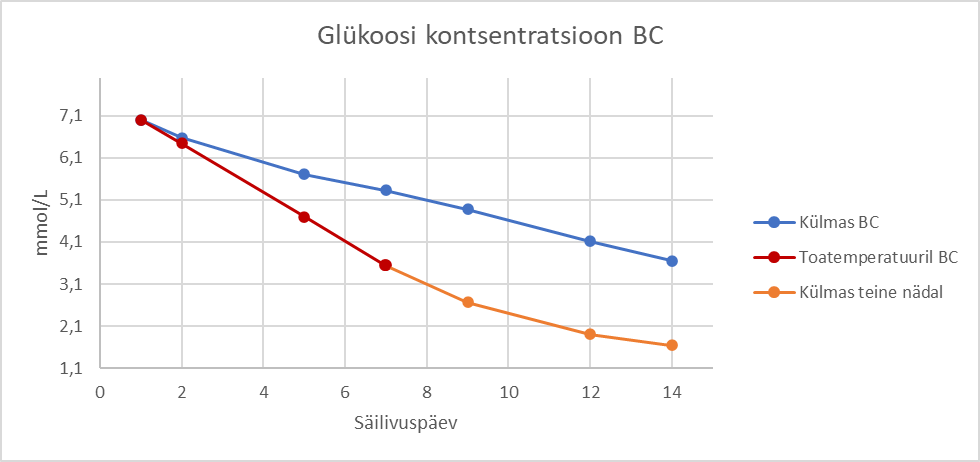 Glükoosi kontsentratsioon BC
mmol/L
7,1
6,1
5,1
4,1
3,1
2,1
1,1
0 2 4 6 8 10 12 14
Säilivuspäev
Külmas BC
Toatemperatuuril BC
Külmas teine nädal